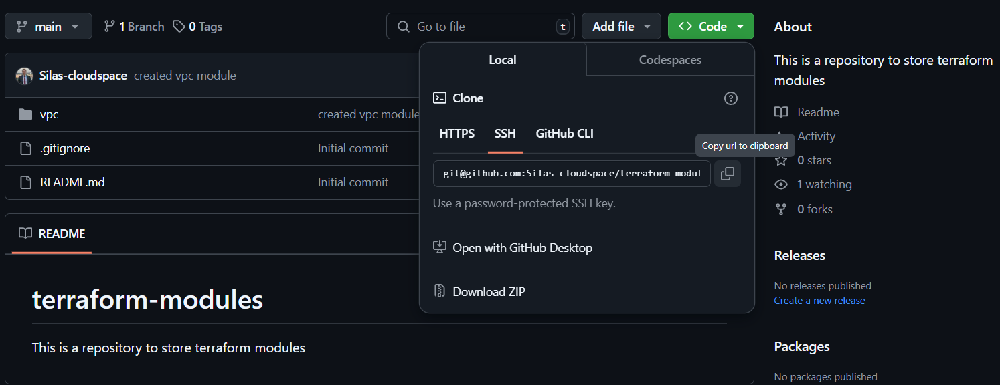 main
1 Branch
0 Tags
Go to file
t
Add file
Code
Local
Codespaces
Clone
HTTPS
SSH
GitHub CLI
Copy url to clipboard
git@github.com:Silas-cloudspace/terraform-modul
Use a password-protected SSH key.
Open with GitHub Desktop
Download ZIP
Silas-cloudspace created vpc module
vpc created vpc module
.gitignore Initial commit
README.md Initial commit
README
terraform-modules
This is a repository to store terraform modules
About
This is a repository to store terraform
modules
Readme
Activity
0 stars
1 watching
0 forks
Releases
No releases published
Create a new release
Packages
No packages published